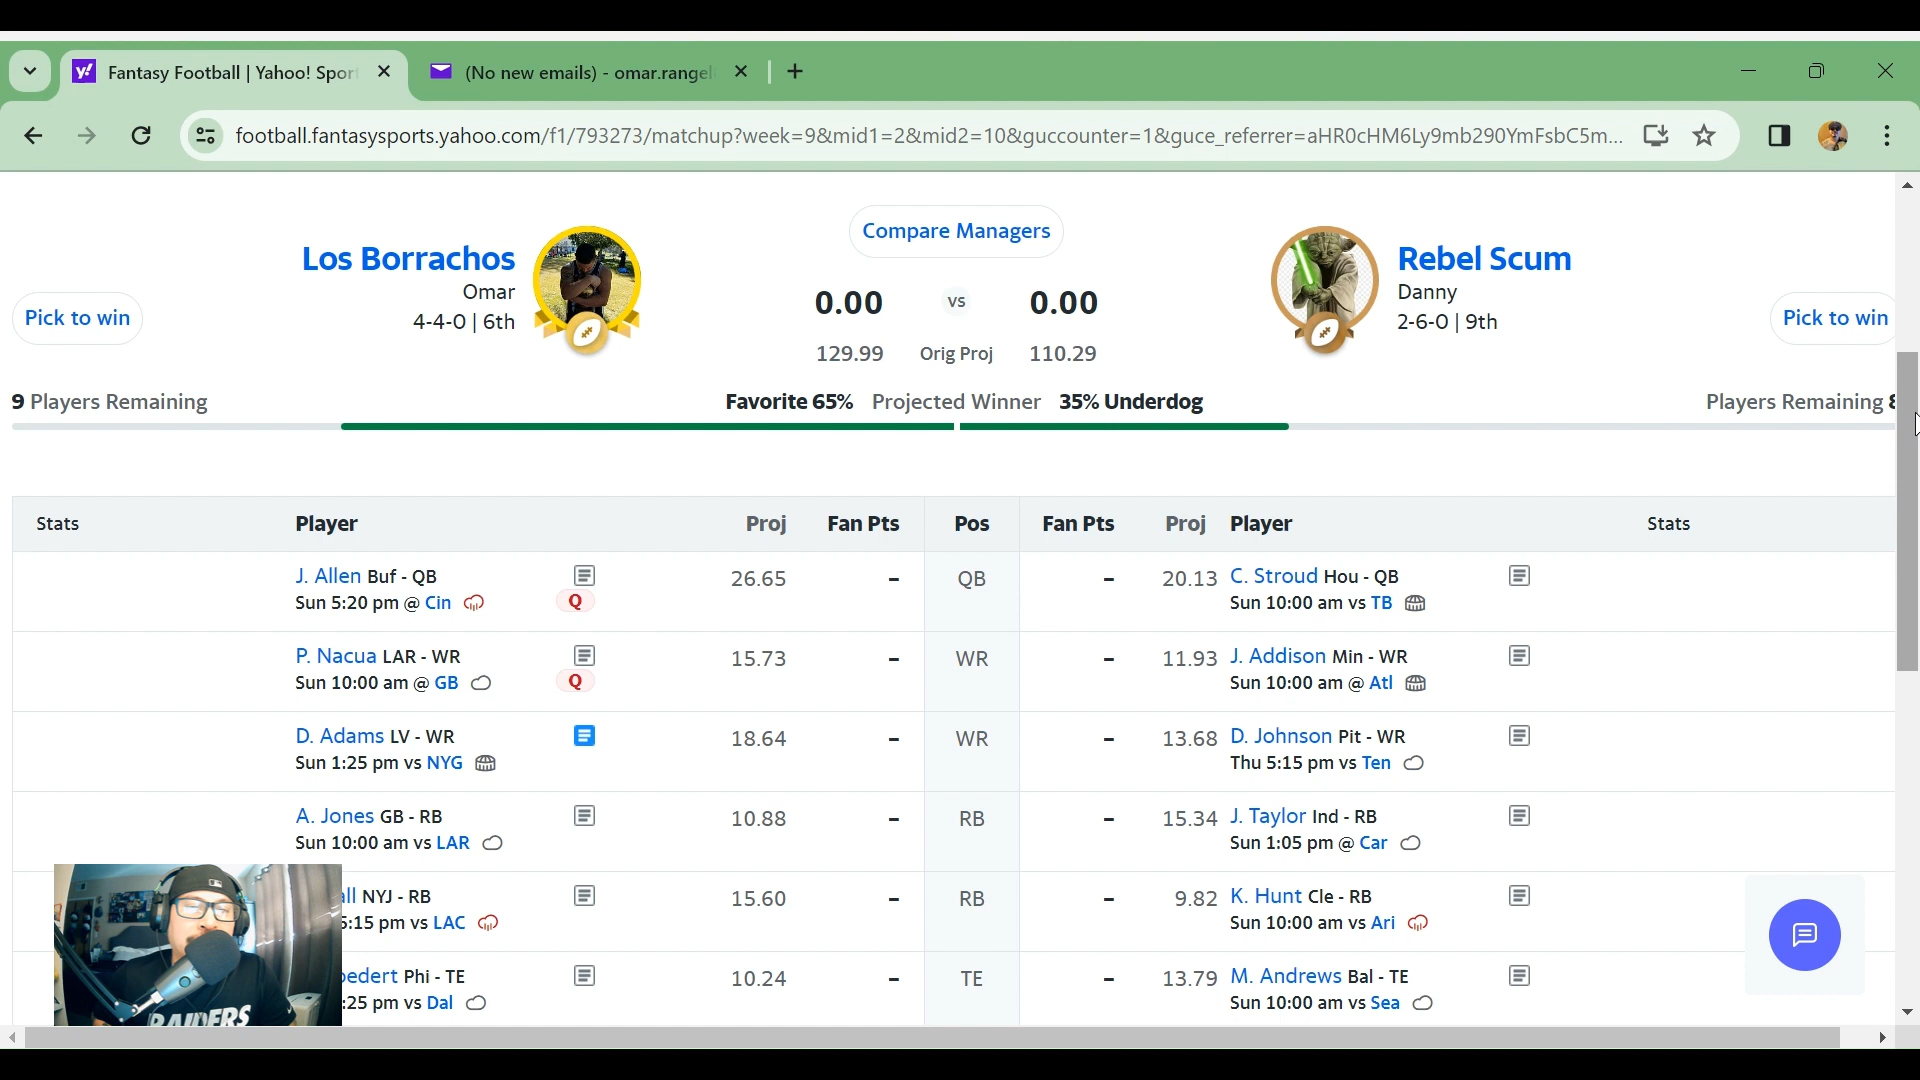 Fantasy Football | Yahoo! Spor
(No new emails) - omar.rangel
football.fantasysports.yahoo.com/f1/793273/matchup?week=9&mid1=2&mid2=10&guccounter=1&guce_referrer=aHR0cHM6Ly9mb290YmFsbC5m...
Compare Managers
Los Borrachos
Omar
4-4-0 | 6th
Pick to win
0.00 vs 0.00
129.99 Orig Proj 110.29
Rebel Scum
Danny
2-6-0 | 9th
Pick to win
9 Players Remaining Favorite 65% Projected Winner 35% Underdog Players Remaining
Stats Player Proj Fan Pts Pos Fan Pts Proj Player Stats
J. Allen Buf - QB 26.65 – QB – 20.13 C. Stroud Hou - QB
Sun 5:20 pm @ Cin Q Sun 10:00 am vs TB
P. Nacua LAR - WR 15.73 – WR – 11.93 J. Addison Min - WR
Sun 10:00 am @ GB Q Sun 10:00 am @ Atl
D. Adams LV - WR 18.64 – WR – 13.68 D. Johnson Pit - WR
Sun 1:25 pm vs NYG Thu 5:15 pm vs Ten
A. Jones GB - RB 10.88 – RB – 15.34 J. Taylor Ind - RB
Sun 10:00 am vs LAR Sun 1:05 pm @ Car
all NYJ - RB 15.60 – RB – 9.82 K. Hunt Cle - RB
5:15 pm vs LAC Sun 10:00 am vs Ari
oedert Phi - TE 10.24 – TE – 13.79 M. Andrews Bal - TE
:25 pm vs Dal Sun 10:00 am vs Sea
RAIDERS